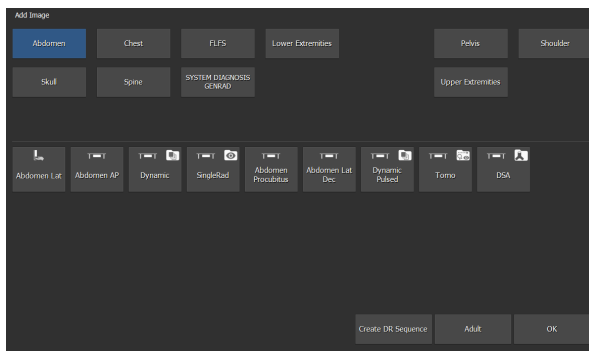 Add Image
Abdomen
Chest
FLFS
Lower Extremities
Pelvis
Shoulder
Skull
Spine
SYSTEM DIAGNOSIS
GENRAD
Upper Extremities
Abdomen Lat
Abdomen AP
Dynamic
SingleRad
Abdomen
Procubitus
Abdomen Lat
Dec
Dynamic
Pulsed
Tomo
DSA
Create DR Sequence
Adult
OK